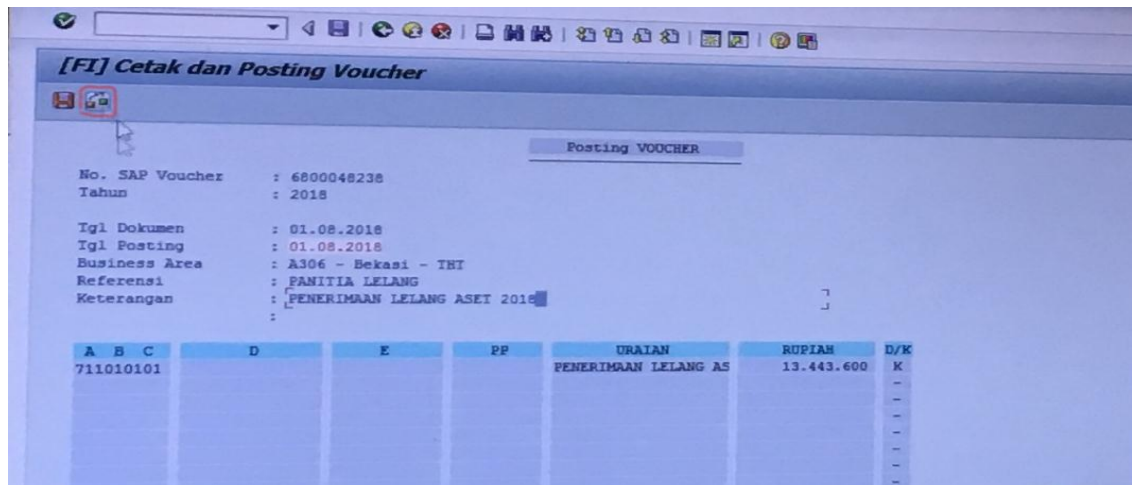 [FI] Cetak dan Posting Voucher
Posting VOUCHER
No. SAP Voucher : 6800048238
Tahun : 2018
Tgl Dokumen : 01.08.2018
Tgl Posting : 01.08.2018
Business Area : A306 - Bekasi - THT
Referensi : PANITIA LELANG
Keterangan : PENERIMAAN LELANG ASET 2018
:
A B C D E PP URAIAN RUPIAH D/K
711010101 PENERIMAAN LELANG AS 13.443.600 K
-
-
-
-
-
-